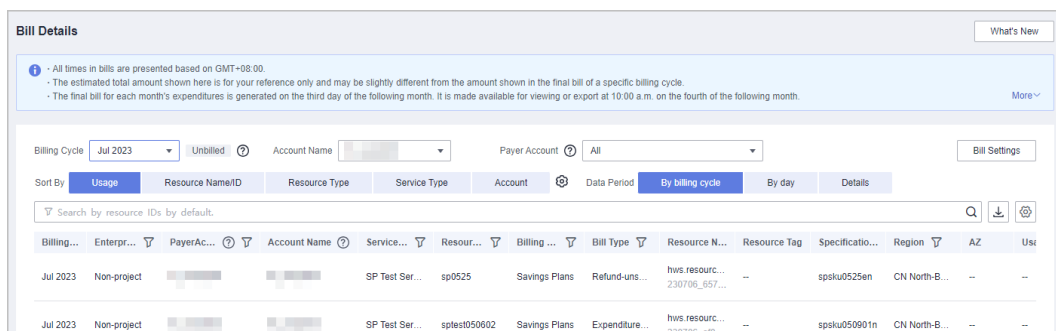 Bill Details
What's New
· All times in bills are presented based on GMT+08:00.
· The estimated total amount shown here is for your reference only and may be slightly different from the amount shown in the final bill of a specific billing cycle.
· The final bill for each month's expenditures is generated on the third day of the following month. It is made available for viewing or export at 10:00 a.m. on the fourth of the following month.
More
Billing Cycle Jul 2023 Unbilled Account Name Payer Account All Bill Settings
Sort By Usage Resource Name/ID Resource Type Service Type Account Data Period By billing cycle By day Details
Search by resource IDs by default.
Billing... Enterpr... PayerAc... Account Name Service... Resour... Billing ... Bill Type Resource N... Resource Tag Specificatio... Region AZ Usa
Jul 2023 Non-project SP Test Ser... sp0525 Savings Plans Refund-uns... hws.resourc... -- spsku0525en CN North-B... -- --
230706_657...
Jul 2023 Non-project SP Test Ser... sptest050602 Savings Plans Expenditure... hws.resourc... -- spsku050901n CN North-B... -- --